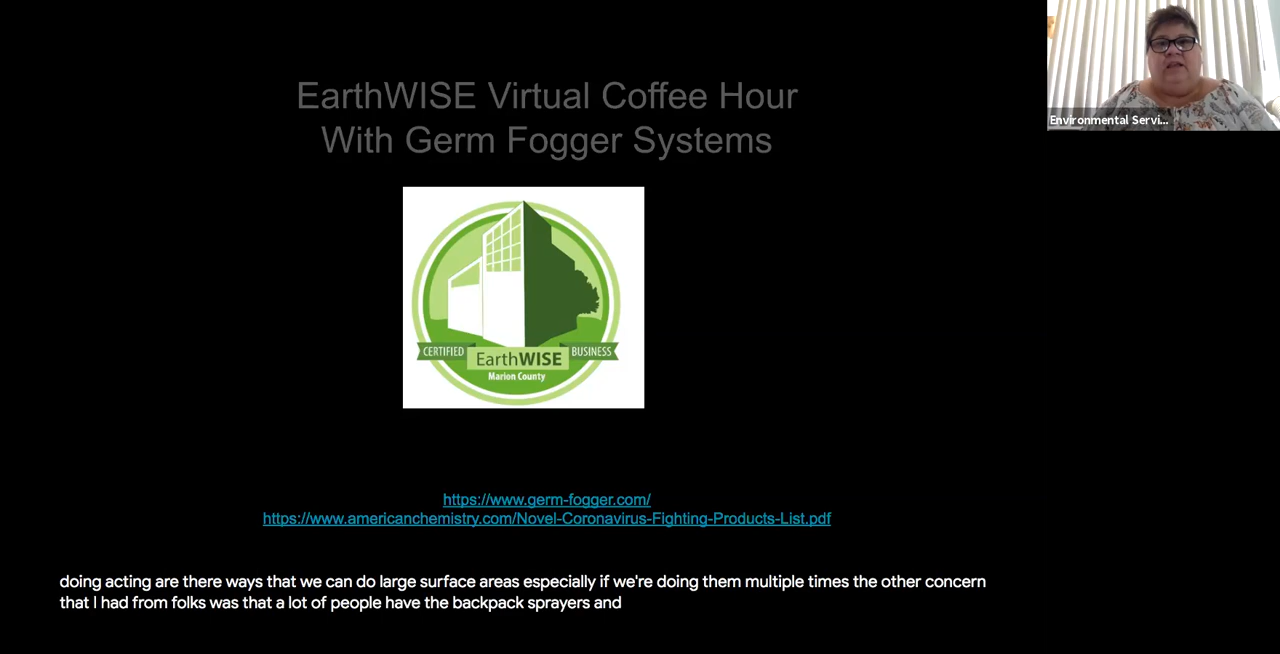 EarthWISE Virtual Coffee Hour
With Germ Fogger Systems
Environmental Servi...
CERTIFIED EarthWISE BUSINESS
Marion County
https://www.germ-fogger.com/
https://www.americanchemistry.com/Novel-Coronavirus-Fighting-Products-List.pdf
doing acting are there ways that we can do large surface areas especially if we're doing them multiple times the other concern
that I had from folks was that a lot of people have the backpack sprayers and